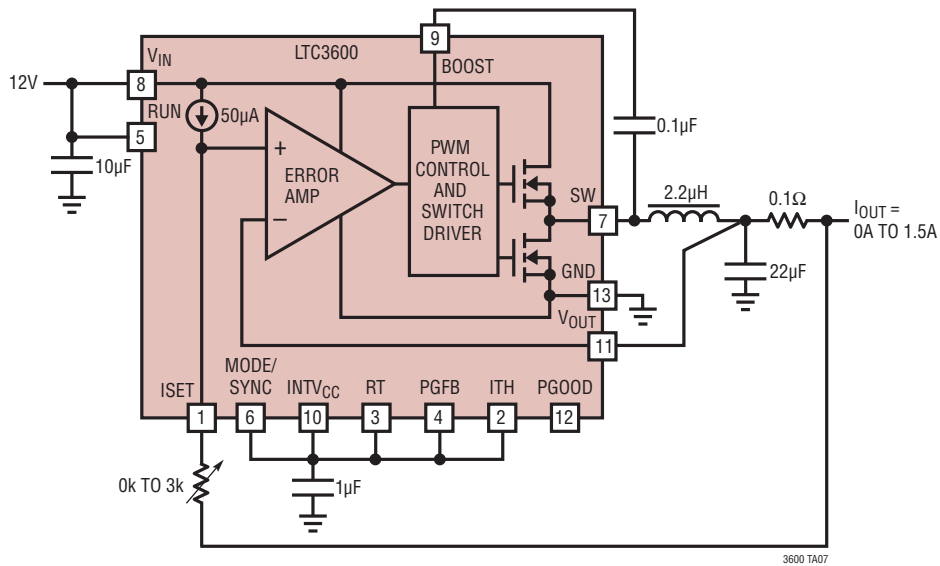 9
LTC3600
BOOST
V_IN
12V
8
RUN
50µA
5
10µF
+
ERROR
AMP
−
PWM
CONTROL
AND
SWITCH
DRIVER
0.1µF
SW
7
2.2µH
0.1Ω
I_OUT =
0A TO 1.5A
22µF
GND
13
V_OUT
11
MODE/
SYNC
ISET
INTV_CC
RT
PGFB
ITH
PGOOD
1
6
10
3
4
2
12
0k TO 3k
1µF
3600 TA07